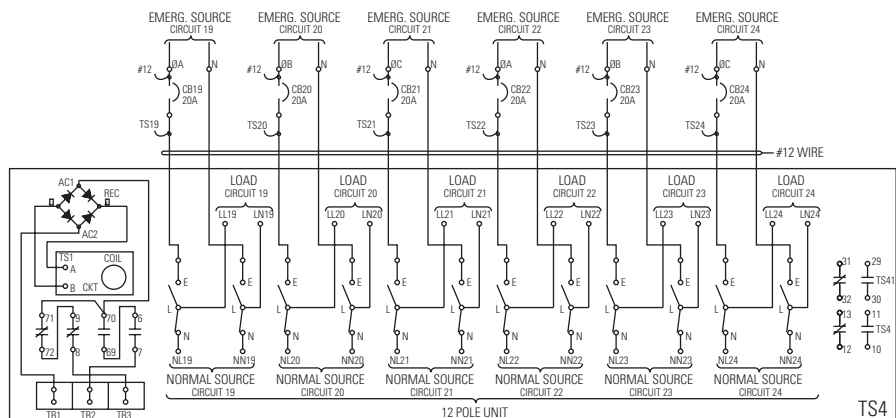 EMERG. SOURCE EMERG. SOURCE EMERG. SOURCE EMERG. SOURCE EMERG. SOURCE EMERG. SOURCE
CIRCUIT 19 CIRCUIT 20 CIRCUIT 21 CIRCUIT 22 CIRCUIT 23 CIRCUIT 24
#12 ØA N #12 ØB N #12 ØC N #12 ØA N #12 ØB N #12 ØC N
CB19 CB20 CB21 CB22 CB23 CB24
20A 20A 20A 20A 20A 20A
TS19 TS20 TS21 TS22 TS23 TS24
#12 WIRE
LOAD LOAD LOAD LOAD LOAD LOAD
CIRCUIT 19 CIRCUIT 20 CIRCUIT 21 CIRCUIT 22 CIRCUIT 23 CIRCUIT 24
LL19 LN19 LL20 LN20 LL21 LN21 LL22 LN22 LL23 LN23 LL24 LN24
AC1
REC
AC2
TS1 COIL
A
B CKT
E E E E E E E E E E E E
L L L L L L L L L L L L
N N N N N N N N N N N N
31 29
TS41
32 30
13 11
TS4
12 10
71 9 70 6
72 8 69 7
NL19 NN19 NL20 NN20 NL21 NN21 NL22 NN22 NL23 NN23 NL24 NN24
NORMAL SOURCE NORMAL SOURCE NORMAL SOURCE NORMAL SOURCE NORMAL SOURCE NORMAL SOURCE
CIRCUIT 19 CIRCUIT 20 CIRCUIT 21 CIRCUIT 22 CIRCUIT 23 CIRCUIT 24
TR1 TR2 TR3
12 POLE UNIT
TS4